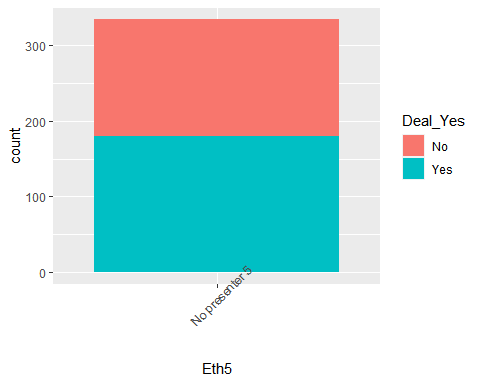 300
200
100
0
count
No presenter 5
Eth5
Deal_Yes
No
Yes